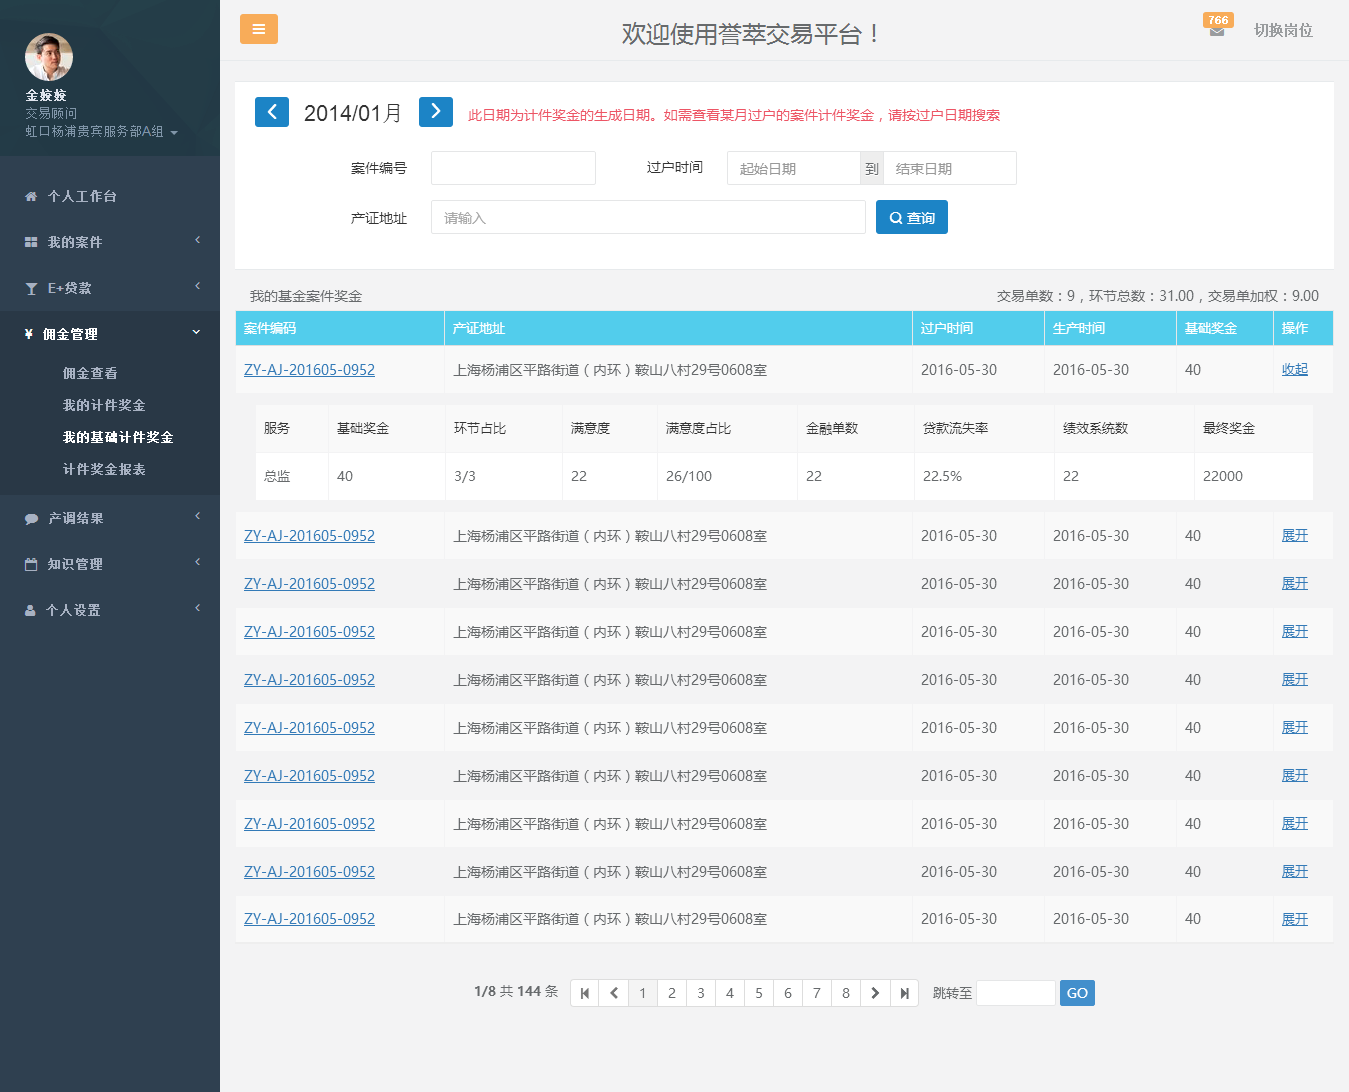 金姣姣
交易顾问
虹口杨浦贵宾服务部A组
个人工作台
我的案件
E+贷款
¥ 佣金管理
佣金查看
我的计件奖金
我的基础计件奖金
计件奖金报表
产调结果
知识管理
个人设置
欢迎使用誉萃交易平台！
766
切换岗位
2014/01月
此日期为计件奖金的生成日期。如需查看某月过户的案件计件奖金，请按过户日期搜索
案件编号 过户时间 起始日期 到 结束日期
产证地址 请输入 查询
我的基金案件奖金 交易单数：9，环节总数：31.00，交易单加权：9.00
案件编码 产证地址 过户时间 生产时间 基础奖金 操作
ZY-AJ-201605-0952 上海杨浦区平路街道（内环）鞍山八村29号0608室 2016-05-30 2016-05-30 40 收起
服务 基础奖金 环节占比 满意度 满意度占比 金融单数 贷款流失率 绩效系统数 最终奖金
总监 40 3/3 22 26/100 22 22.5% 22 22000
ZY-AJ-201605-0952 上海杨浦区平路街道（内环）鞍山八村29号0608室 2016-05-30 2016-05-30 40 展开
ZY-AJ-201605-0952 上海杨浦区平路街道（内环）鞍山八村29号0608室 2016-05-30 2016-05-30 40 展开
ZY-AJ-201605-0952 上海杨浦区平路街道（内环）鞍山八村29号0608室 2016-05-30 2016-05-30 40 展开
ZY-AJ-201605-0952 上海杨浦区平路街道（内环）鞍山八村29号0608室 2016-05-30 2016-05-30 40 展开
ZY-AJ-201605-0952 上海杨浦区平路街道（内环）鞍山八村29号0608室 2016-05-30 2016-05-30 40 展开
ZY-AJ-201605-0952 上海杨浦区平路街道（内环）鞍山八村29号0608室 2016-05-30 2016-05-30 40 展开
ZY-AJ-201605-0952 上海杨浦区平路街道（内环）鞍山八村29号0608室 2016-05-30 2016-05-30 40 展开
ZY-AJ-201605-0952 上海杨浦区平路街道（内环）鞍山八村29号0608室 2016-05-30 2016-05-30 40 展开
ZY-AJ-201605-0952 上海杨浦区平路街道（内环）鞍山八村29号0608室 2016-05-30 2016-05-30 40 展开
1/8 共 144 条 1 2 3 4 5 6 7 8 跳转至 GO